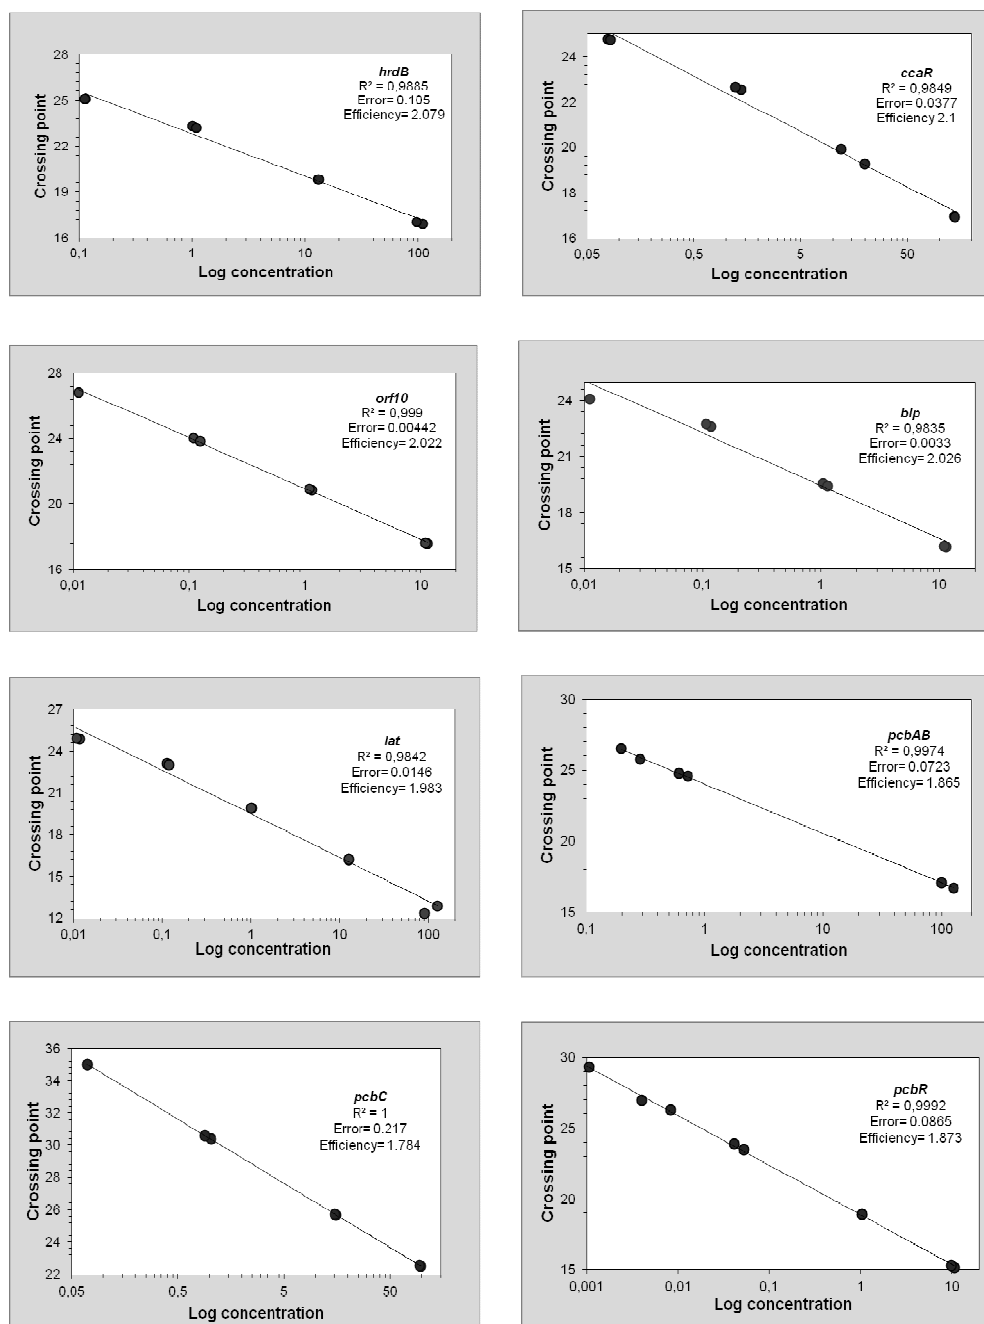 hrdB
R² = 0,9885
Error= 0.105
Efficiency= 2.079
28
25
22
19
16
0,1
1
10
100
Crossing point
Log concentration
ccaR
R² = 0,9849
Error= 0.0377
Efficiency 2.1
24
22
20
18
16
0,05
0,5
5
50
Crossing point
Log concentration
orf10
R² = 0,999
Error= 0.00442
Efficiency= 2.022
28
24
20
16
0,01
0,1
1
10
Crossing point
Log concentration
blp
R² = 0,9835
Error= 0.0033
Efficiency= 2.026
24
21
18
15
0,01
0,1
1
10
Crossing point
Log concentration
lat
R² = 0,9842
Error= 0.0146
Efficiency= 1.983
27
24
21
18
15
12
0,01
0,1
1
10
100
Crossing point
Log concentration
pcbAB
R² = 0,9974
Error= 0.0723
Efficiency= 1.865
30
25
20
15
0.1
1
10
100
Crossing point
Log concentration
pcbC
R² = 1
Error= 0.217
Efficiency= 1.784
36
34
32
30
28
26
24
22
0.05
0,5
5
50
Crossing point
Log concentration
pcbR
R² = 0,9992
Error= 0.0865
Efficiency= 1.873
30
25
20
15
0,001
0,01
0,1
1
10
Crossing point
Log concentration